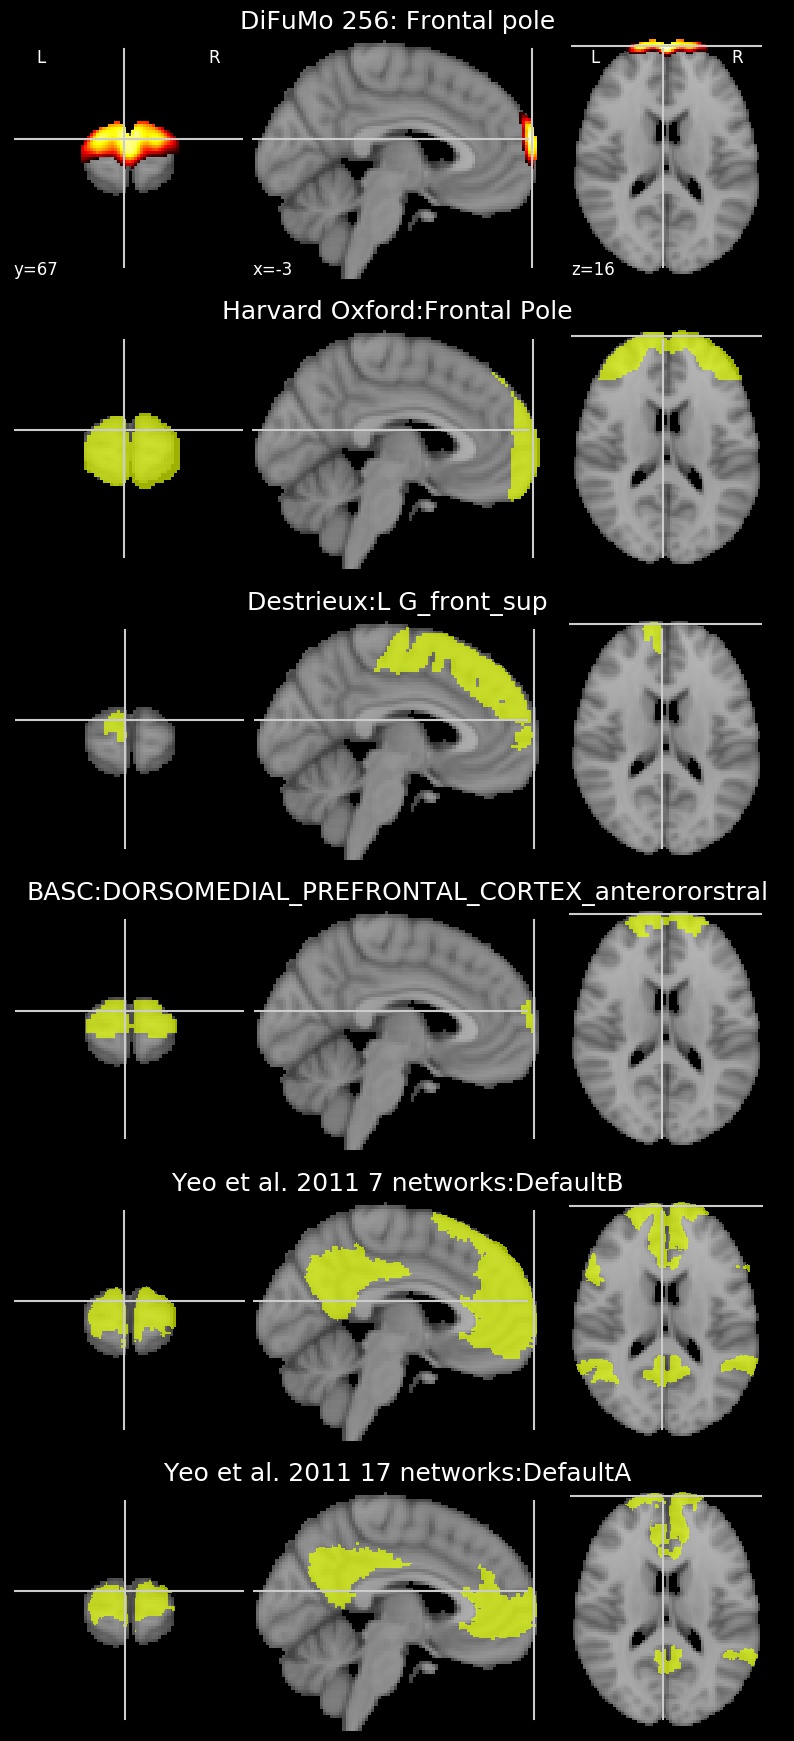 DiFuMo 256: Frontal pole
L R L R
y=67 x=-3 z=16
Harvard Oxford:Frontal Pole
Destrieux:L G_front_sup
BASC:DORSOMEDIAL_PREFRONTAL_CORTEX_anterororstral
Yeo et al. 2011 7 networks:DefaultB
Yeo et al. 2011 17 networks:DefaultA